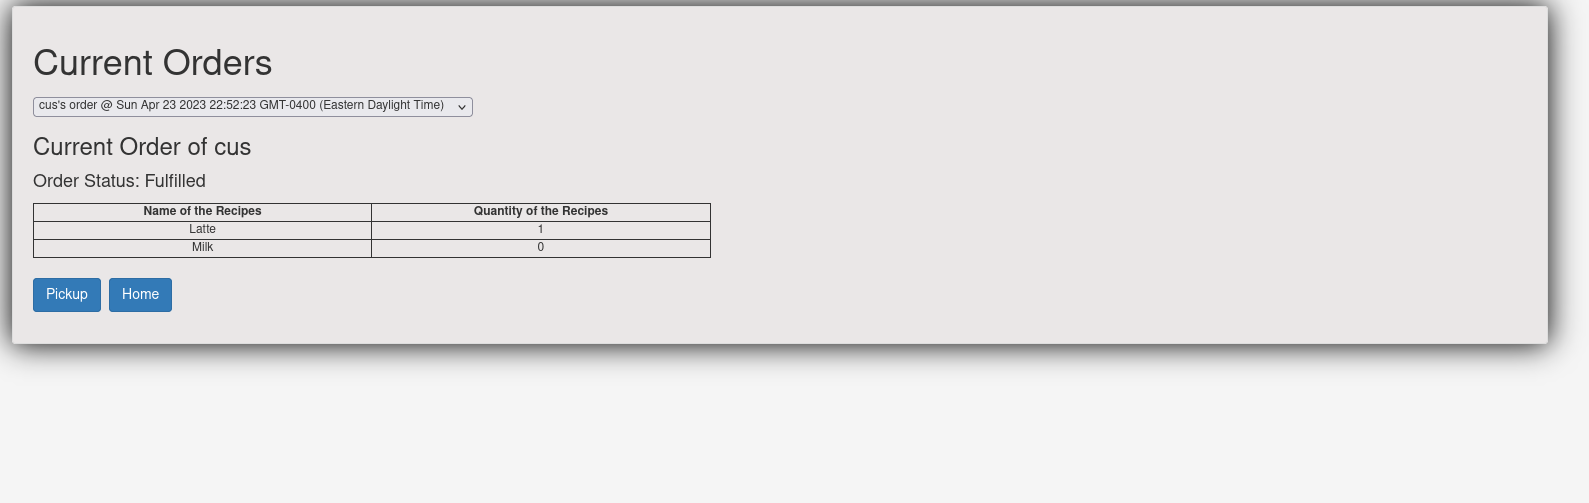 Current Orders
cus's order @ Sun Apr 23 2023 22:52:23 GMT-0400 (Eastern Daylight Time)
Current Order of cus
Order Status: Fulfilled
Name of the Recipes Quantity of the Recipes
Latte 1
Milk 0
Pickup Home